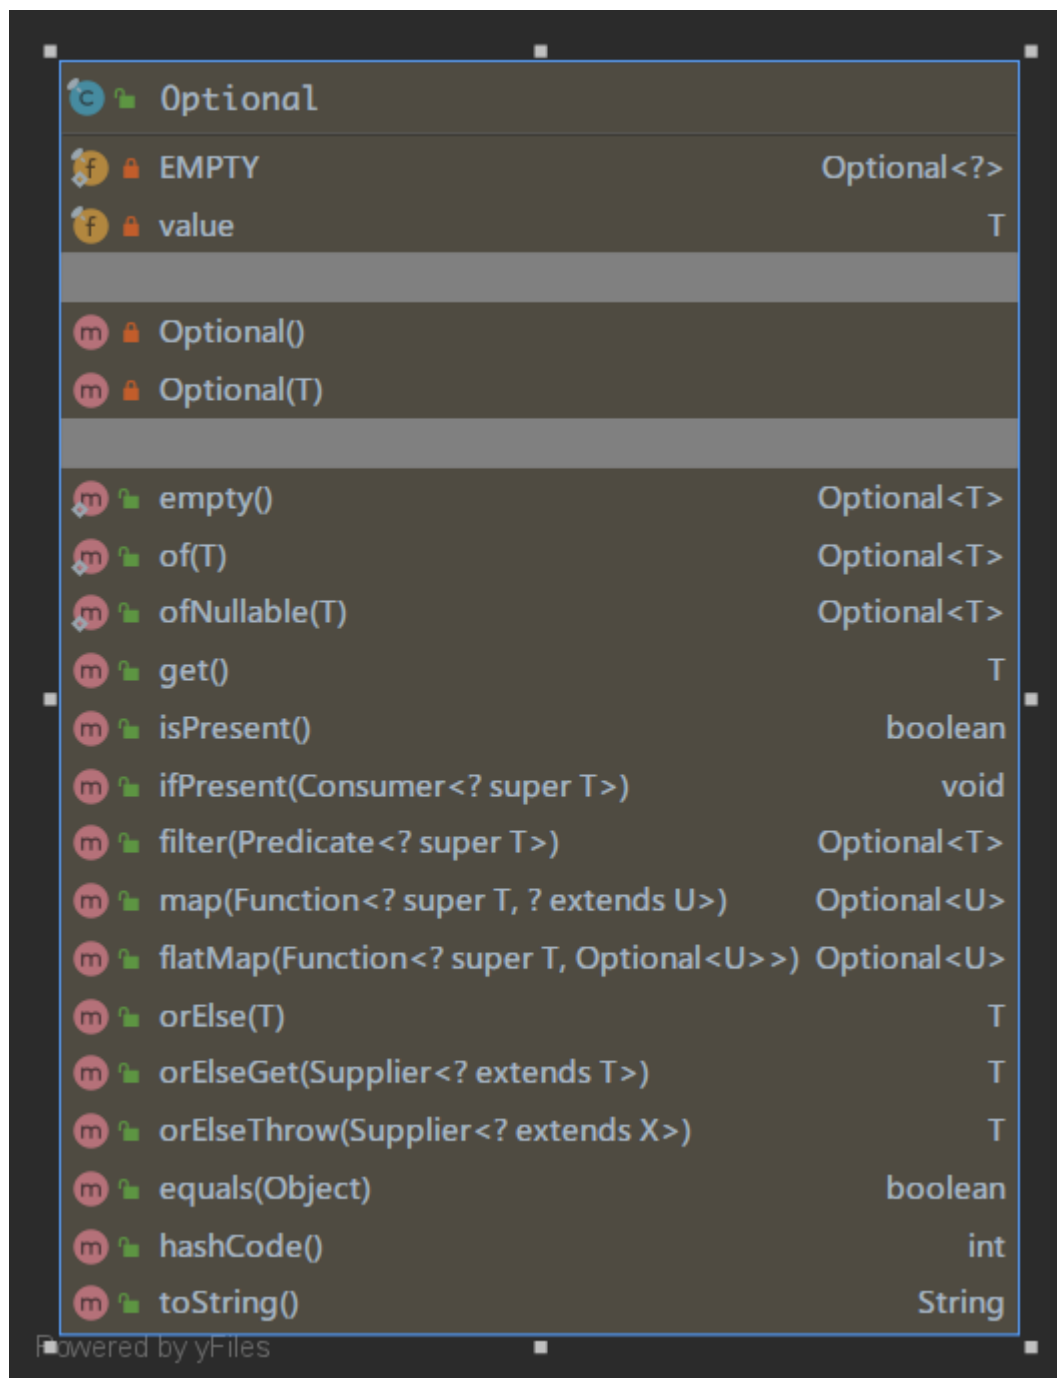 Optional
EMPTY Optional<?>
value T
Optional()
Optional(T)
empty() Optional<T>
of(T) Optional<T>
ofNullable(T) Optional<T>
get() T
isPresent() boolean
ifPresent(Consumer<? super T>) void
filter(Predicate<? super T>) Optional<T>
map(Function<? super T, ? extends U>) Optional<U>
flatMap(Function<? super T, Optional<U>>) Optional<U>
orElse(T) T
orElseGet(Supplier<? extends T>) T
orElseThrow(Supplier<? extends X>) T
equals(Object) boolean
hashCode() int
toString() String
Powered by yFiles